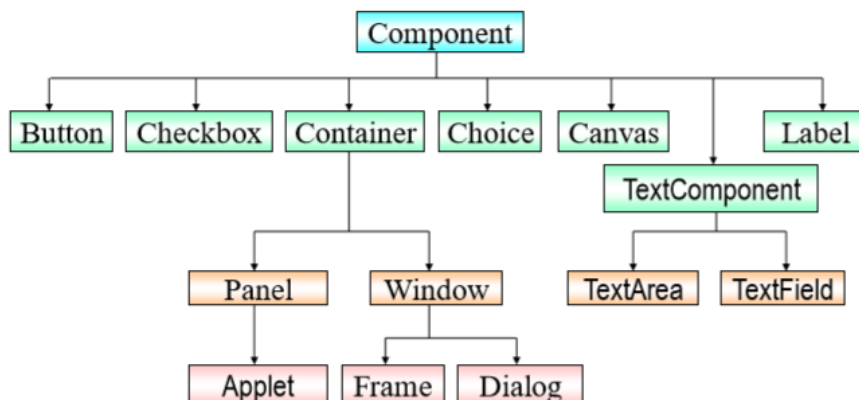 Component
Button Checkbox Container Choice Canvas Label
TextComponent
Panel Window TextArea TextField
Applet Frame Dialog